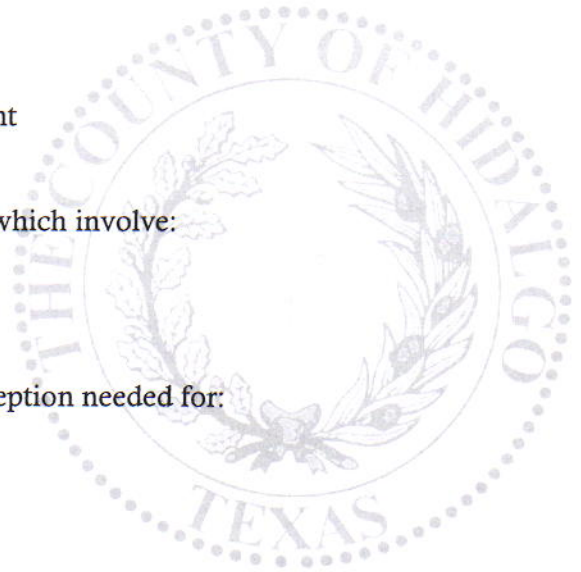 THE COUNTY OF HIDALGO
nt
which involve:
eption needed for:
TEXAS